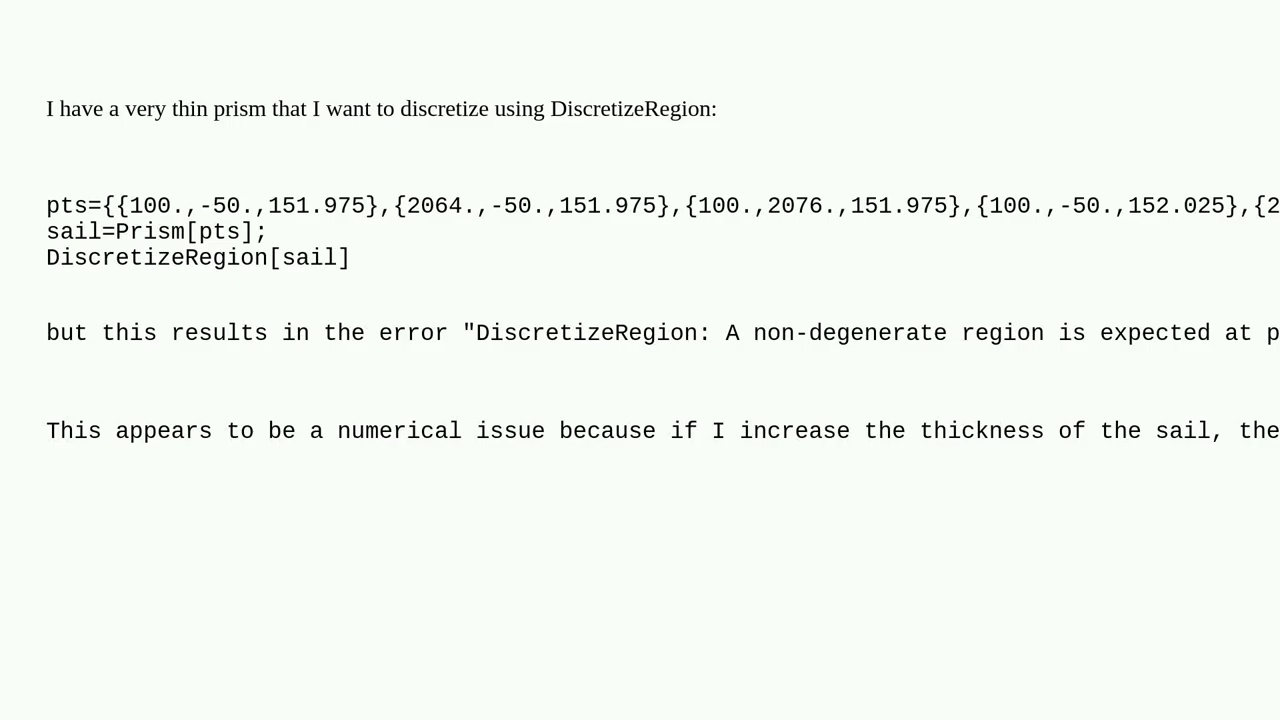 I have a very thin prism that I want to discretize using DiscretizeRegion:
pts={{100.,-50.,151.975},{2064.,-50.,151.975},{100.,2076.,151.975},{100.,-50.,152.025},{2
sail=Prism[pts];
DiscretizeRegion[sail]
but this results in the error "DiscretizeRegion: A non-degenerate region is expected at p
This appears to be a numerical issue because if I increase the thickness of the sail, the